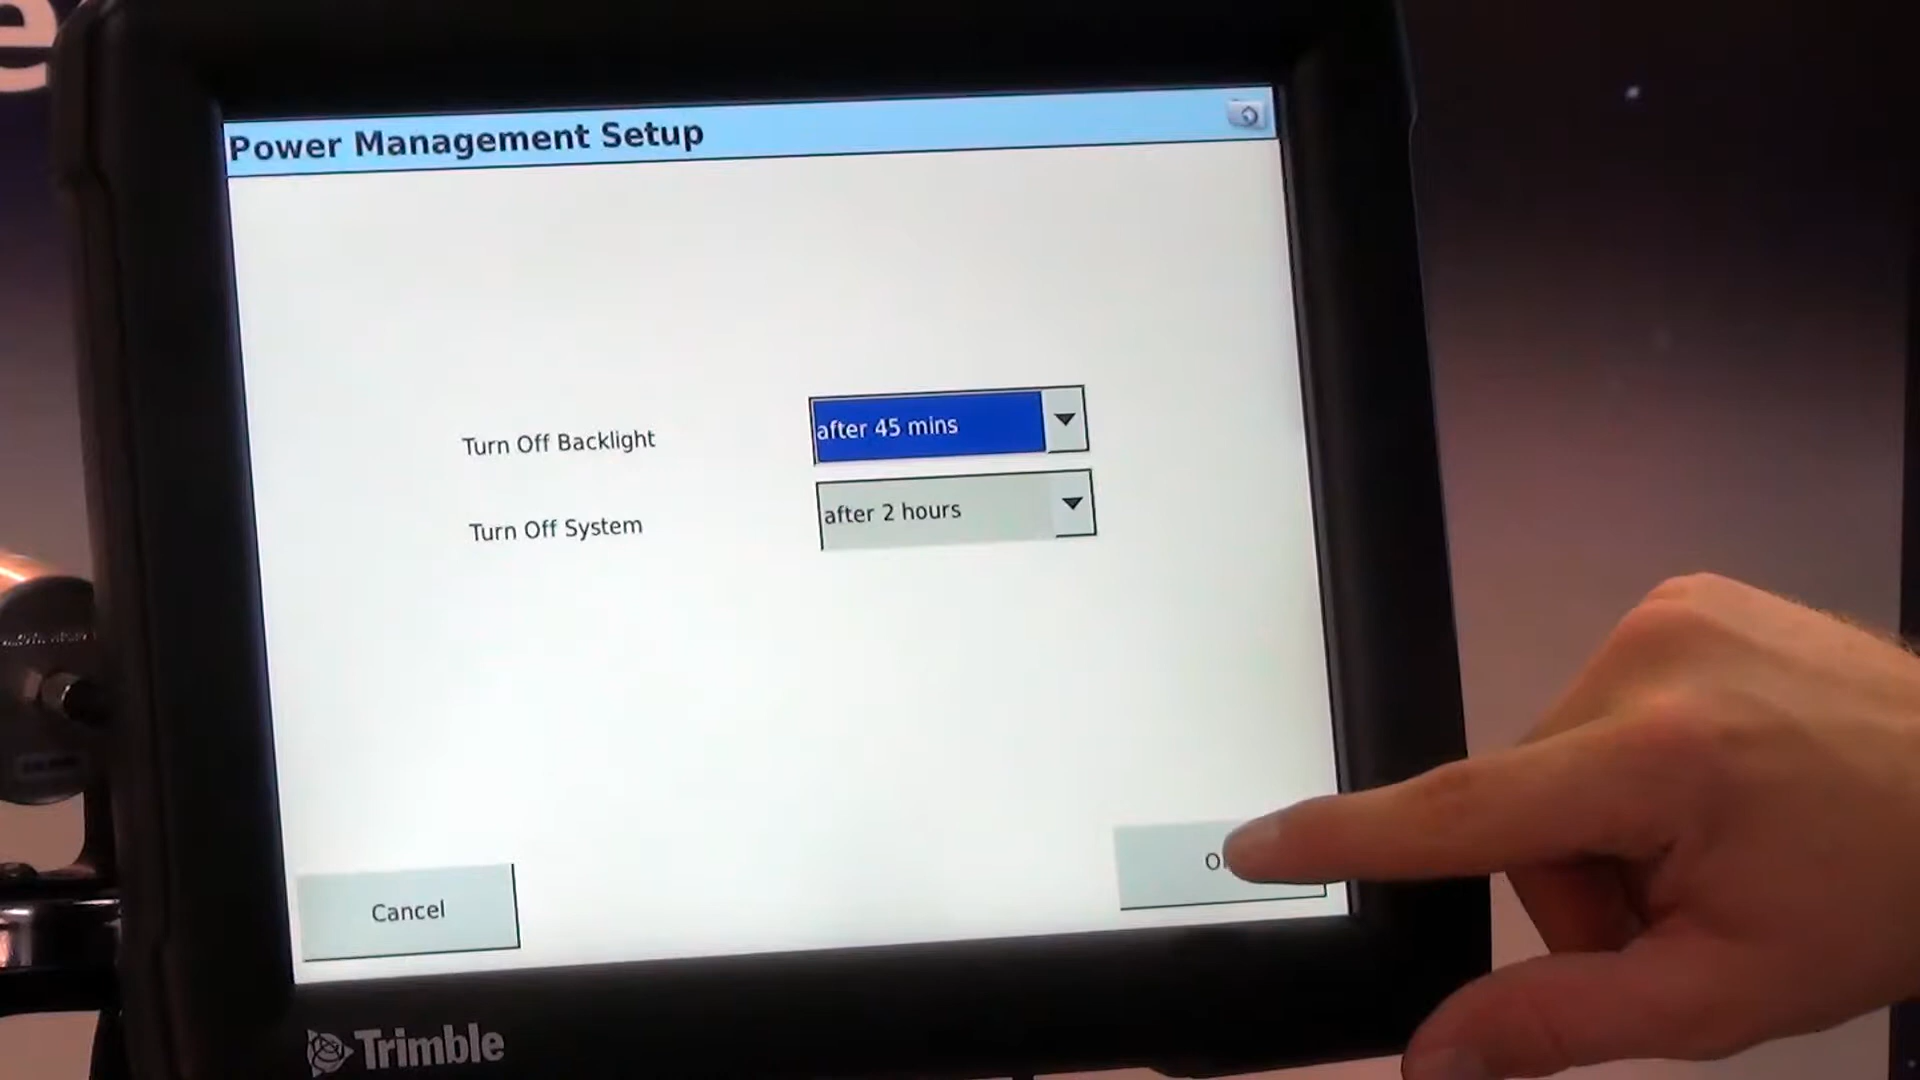 Power Management Setup
Turn Off Backlight
after 45 mins
Turn Off System
after 2 hours
Cancel
Trimble